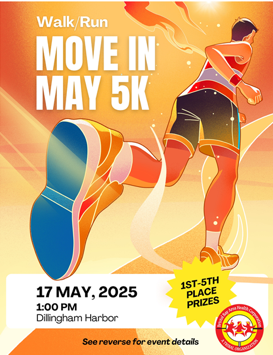 Walk/Run
MOVE IN
MAY 5K
17 MAY, 2025
1:00 PM
Dillingham Harbor
1ST-5TH
PLACE
PRIZES
See reverse for event details